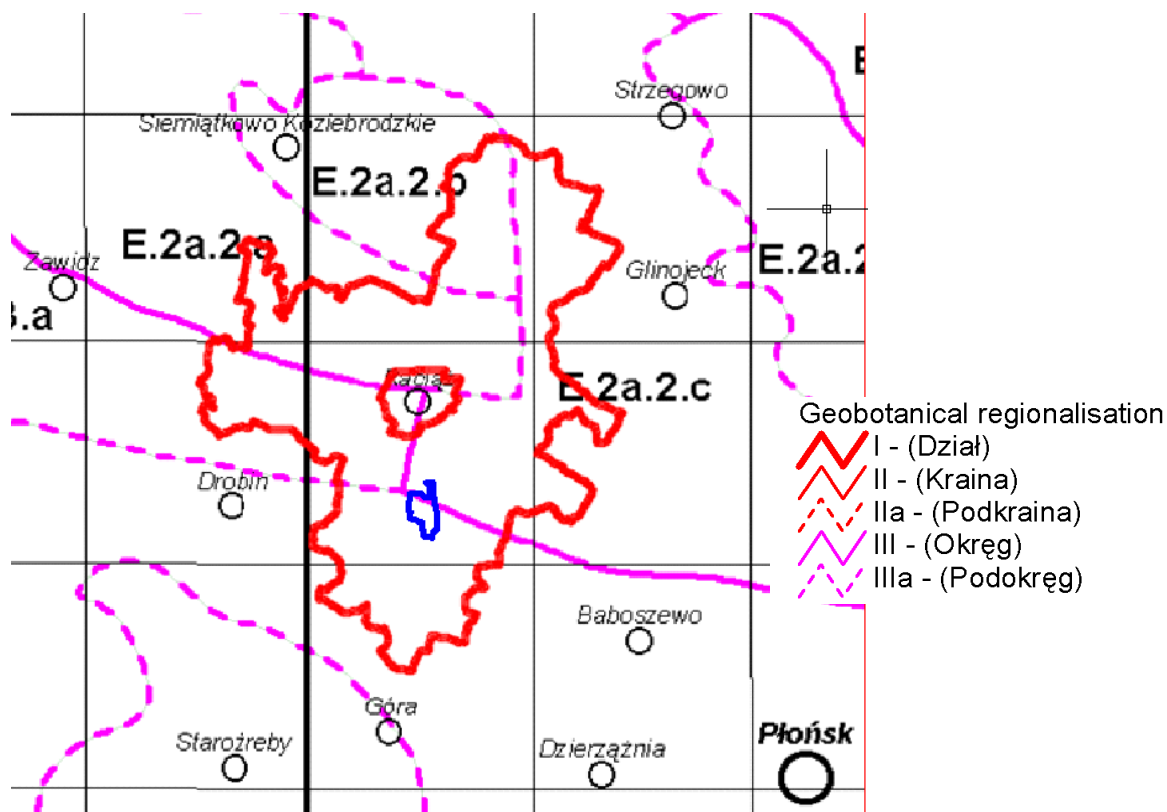 E
Strzegowo
Siemiątkowo Koziebrodzkie
E.2a.2.b
E.2a.2.a
Zawidz
E.2a.2
Glinojeck
3.a
Raciąż
E.2a.2.c
Geobotanical regionalisation
I - (Dział)
II - (Kraina)
IIa - (Podkraina)
III - (Okręg)
IIIa - (Podokręg)
Drobin
Baboszewo
Góra
Staroźreby
Dzierzążnia
Płońsk